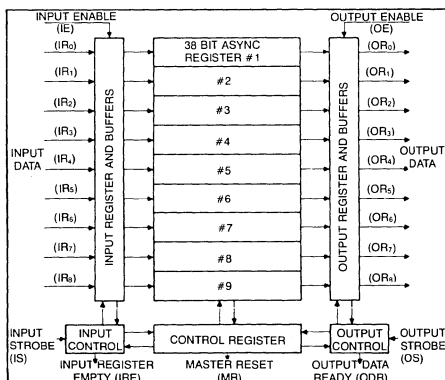 INPUT ENABLE
(IE)
OUTPUT ENABLE
(OE)
38 BIT ASYNC
REGISTER #1
#2
#3
#4
#5
#6
#7
#8
#9
(IR0)
(IR1)
(IR2)
(IR3)
(IR4)
(IR5)
(IR6)
(IR7)
(IR8)
INPUT
DATA
INPUT REGISTER AND BUFFERS
OUTPUT REGISTER AND BUFFERS
(OR0)
(OR1)
(OR2)
(OR3)
(OR4)
(OR5)
(OR6)
(OR7)
(OR8)
OUTPUT
DATA
INPUT
STROBE
(IS)
INPUT
CONTROL
CONTROL REGISTER
OUTPUT
CONTROL
OUTPUT
STROBE
(OS)
INPUT REGISTER
EMPTY (IRE)
MASTER RESET
(MR)
OUTPUT DATA
READY (ODR)